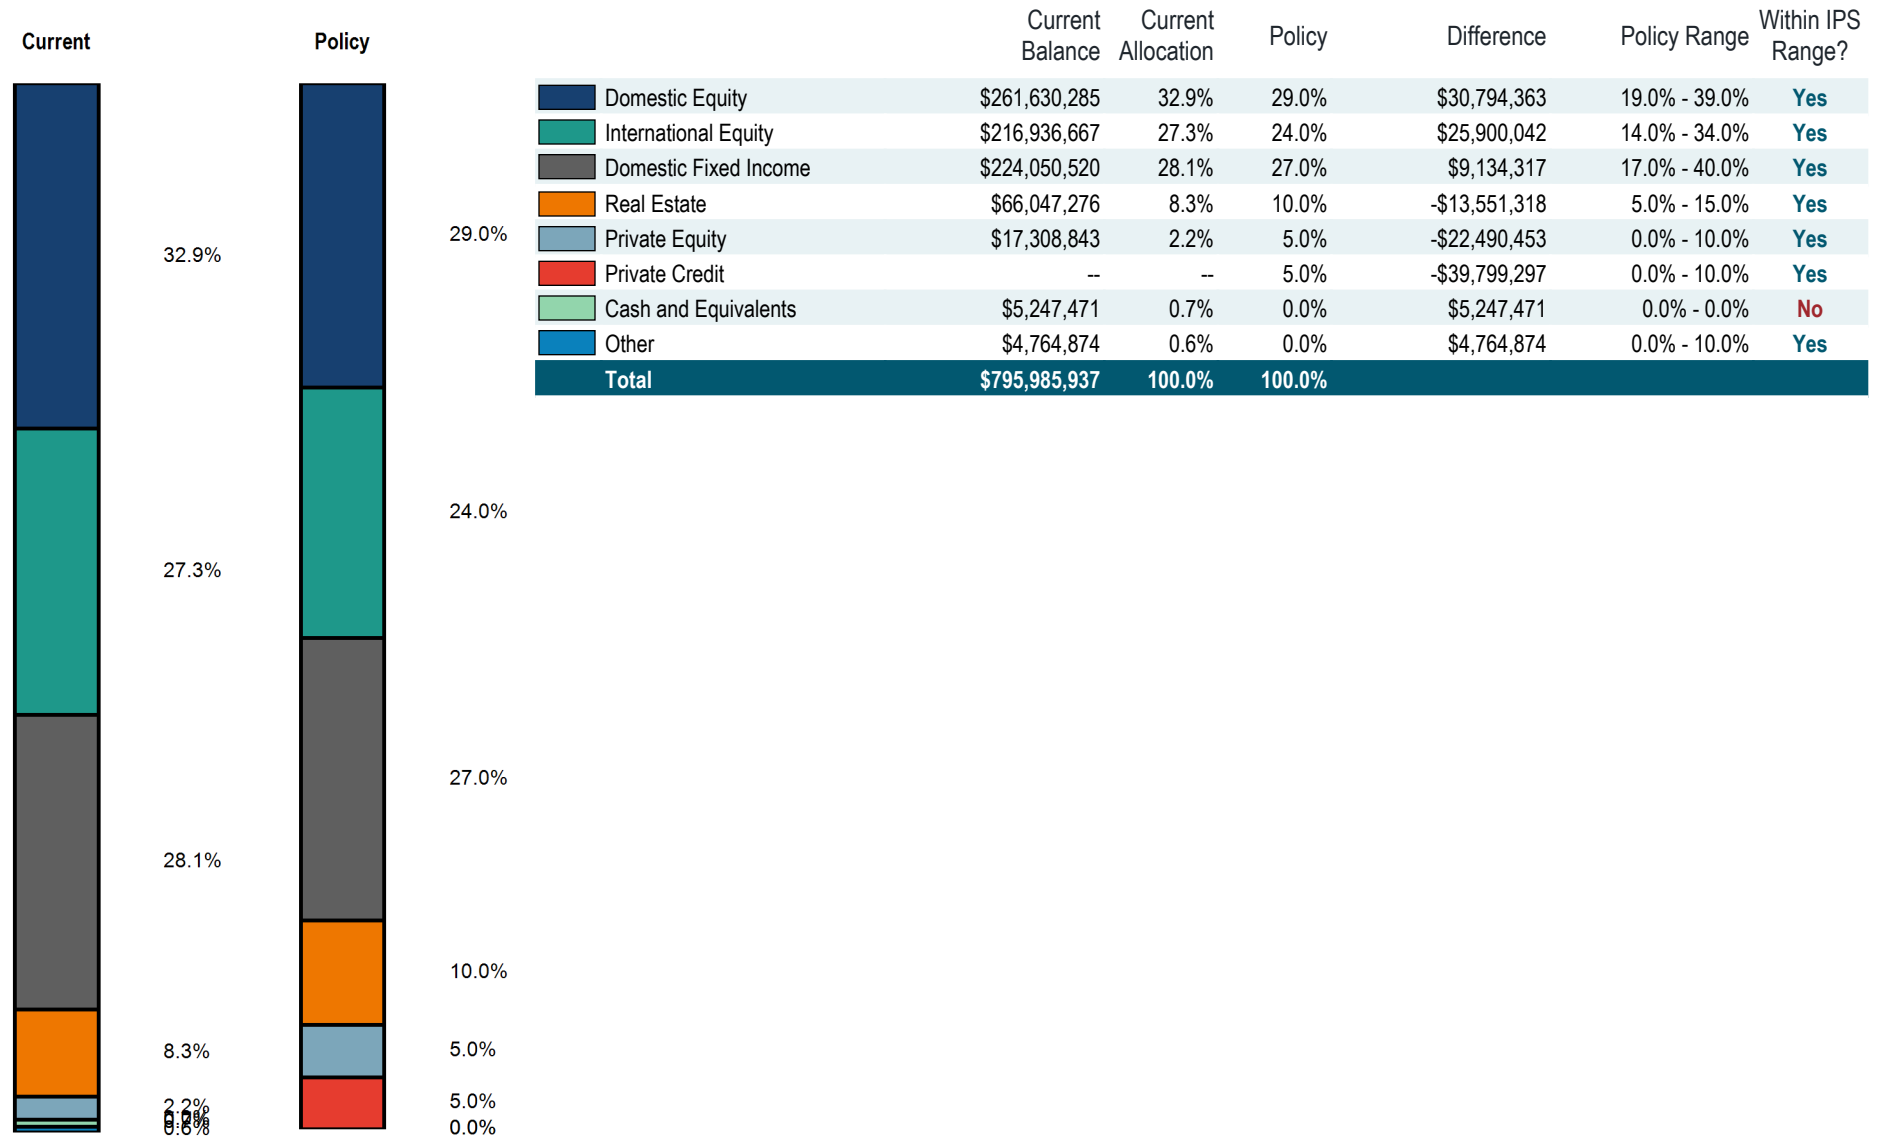 Current
Policy
Current Balance Current Allocation Policy Difference Policy Range Within IPS Range?
Domestic Equity $261,630,285 32.9% 29.0% $30,794,363 19.0% - 39.0% Yes
International Equity $216,936,667 27.3% 24.0% $25,900,042 14.0% - 34.0% Yes
Domestic Fixed Income $224,050,520 28.1% 27.0% $9,134,317 17.0% - 40.0% Yes
Real Estate $66,047,276 8.3% 10.0% -$13,551,318 5.0% - 15.0% Yes
Private Equity $17,308,843 2.2% 5.0% -$22,490,453 0.0% - 10.0% Yes
Private Credit -- -- 5.0% -$39,799,297 0.0% - 10.0% Yes
Cash and Equivalents $5,247,471 0.7% 0.0% $5,247,471 0.0% - 0.0% No
Other $4,764,874 0.6% 0.0% $4,764,874 0.0% - 10.0% Yes
Total $795,985,937 100.0% 100.0%
32.9%
27.3%
28.1%
8.3%
2.2%
0.6%
29.0%
24.0%
27.0%
10.0%
5.0%
5.0%
0.0%